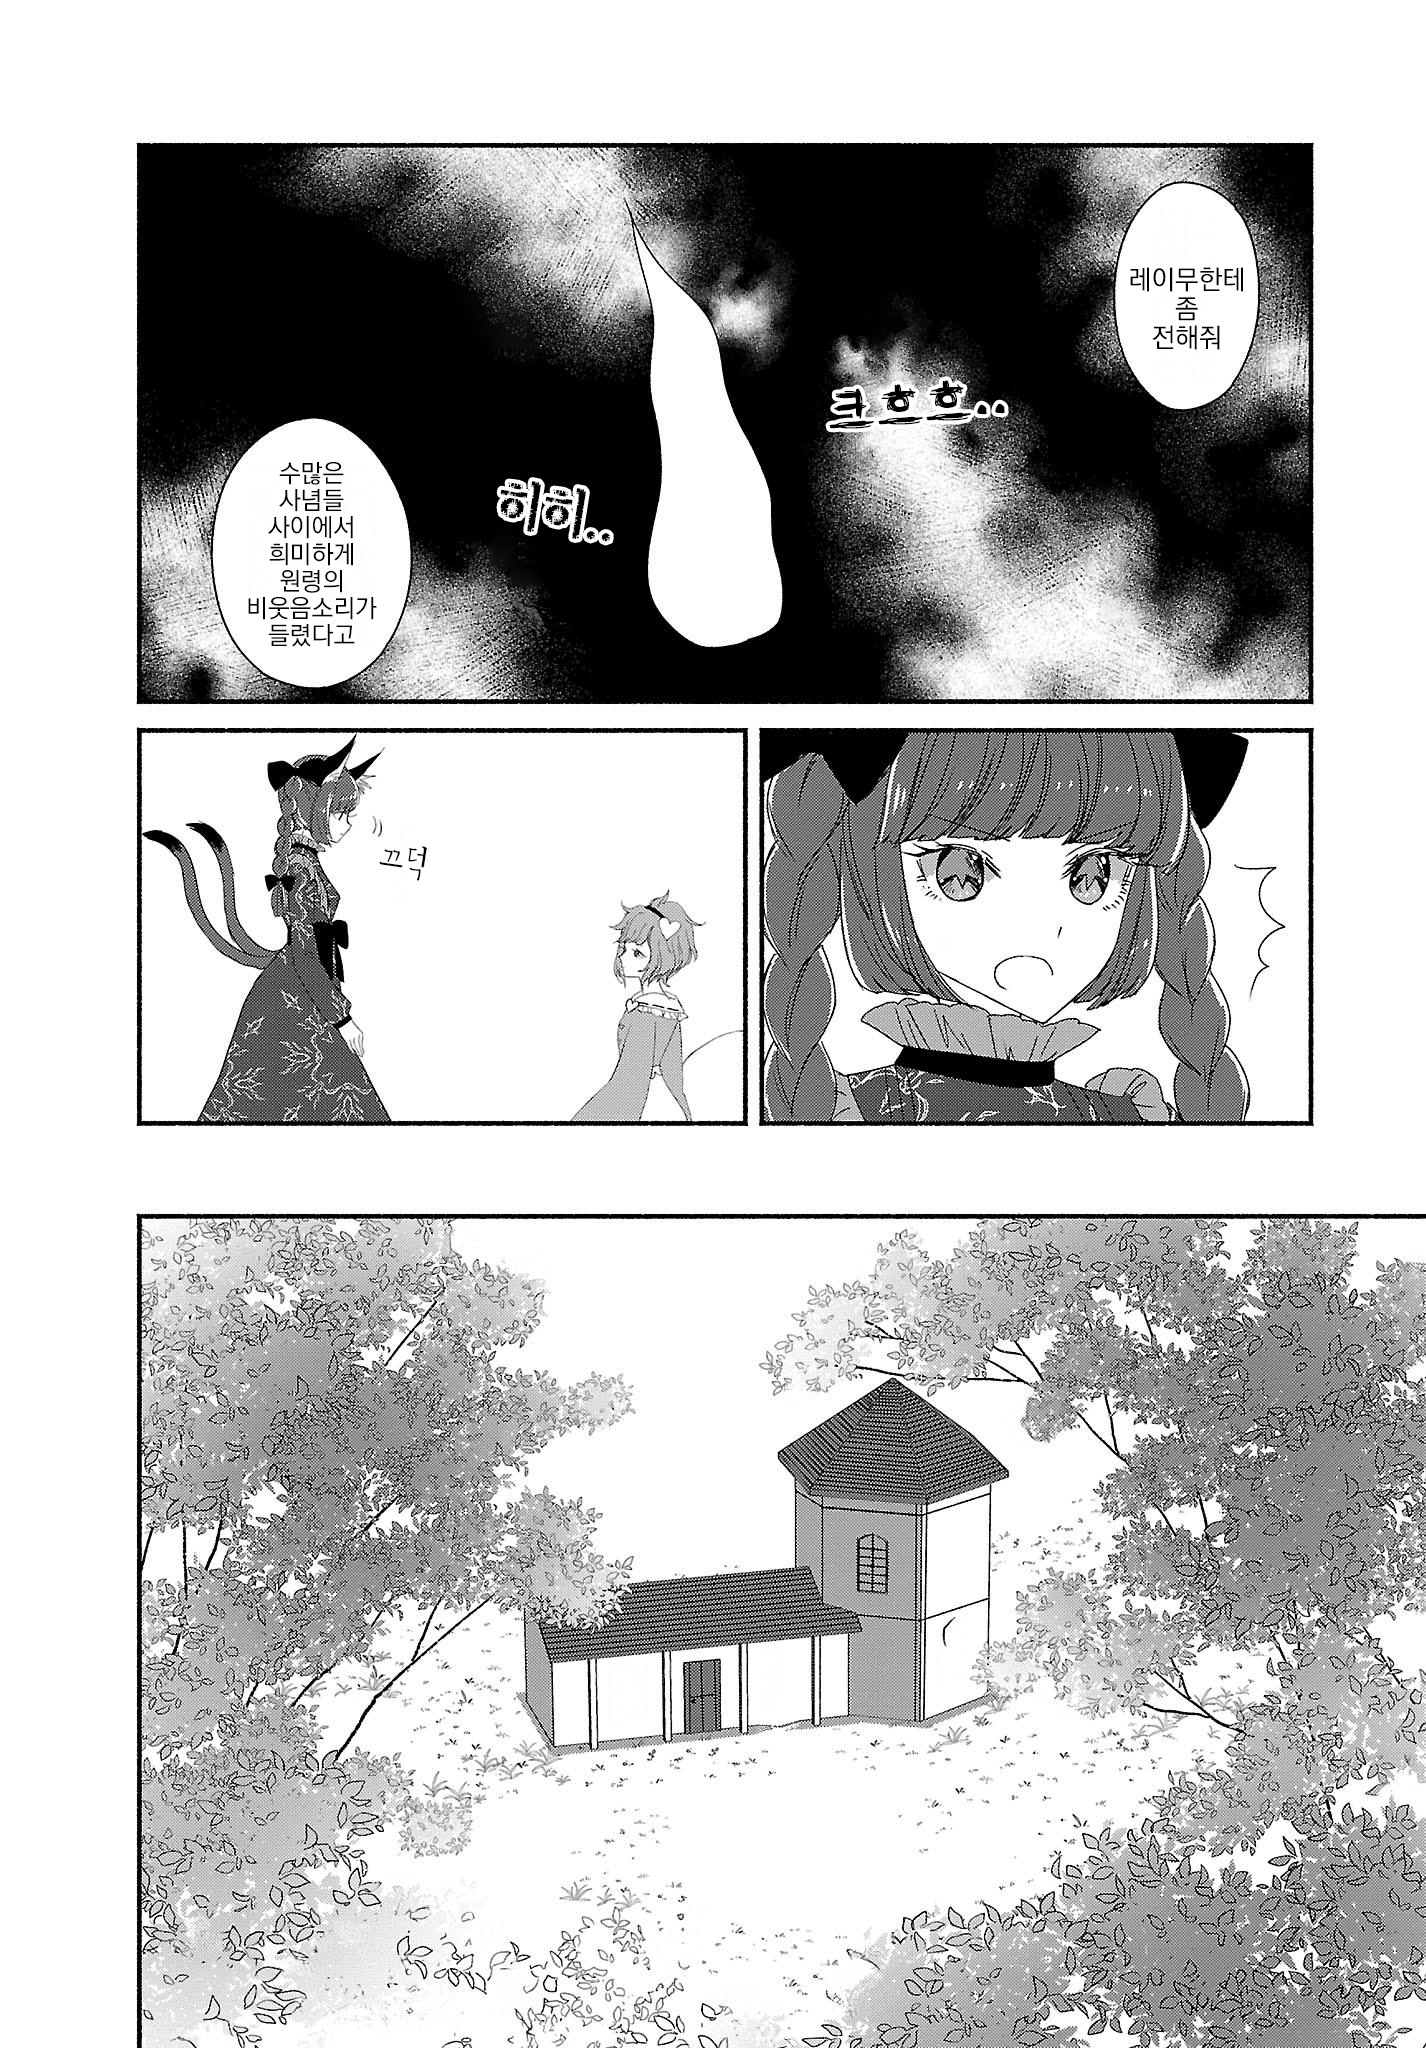 레이무한테
좀
전해줘
크흐흐..
히히..
수많은
사념들
사이에서
희미하게
원령의
비웃음소리가
들렸다고
끄덕